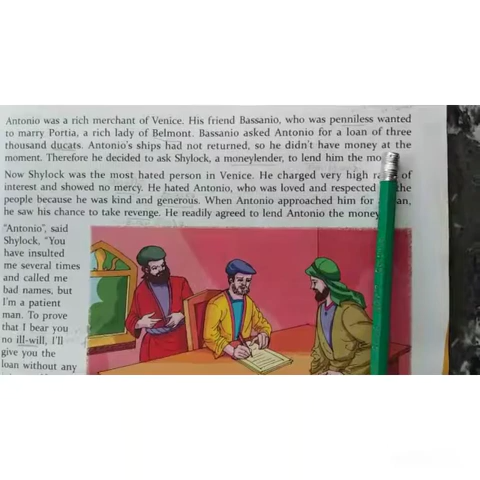 Antonio was a rich merchant of Venice. His friend Bassanio, who was penniless wanted
to marry Portia, a rich lady of Belmont. Bassanio asked Antonio for a loan of three
thousand ducats. Antonio's ships had not returned, so he didn't have money at the
moment. Therefore he decided to ask Shylock, a moneylender, to lend him the
Now Shylock was the most hated person in Venice. He charged very high of
interest and showed no mercy. He hated Antonio, who was loved and respected
people because he was kind and generous. When Antonio approached him for
he saw his chance to take revenge. He readily agreed to lend Antonio the money
"Antonio", said
Shylock, "You
have insulted
me several times
and called me
bad names, but
I'm a patient
man. To prove
that I bear you
no ill-will, I'll
give you the
loan without any